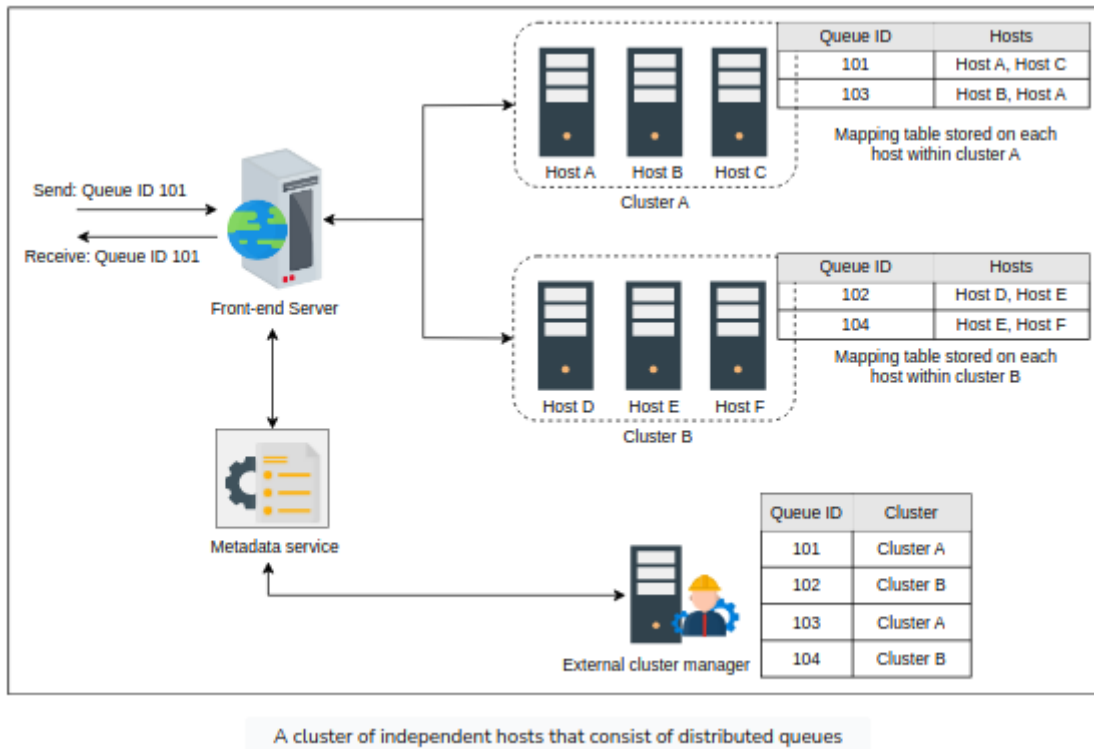 Queue ID Hosts
101 Host A, Host C
103 Host B, Host A
Mapping table stored on each
host within cluster A
Host A Host B Host C
Cluster A
Send: Queue ID 101
Receive: Queue ID 101
Front-end Server
Queue ID Hosts
102 Host D, Host E
104 Host E, Host F
Mapping table stored on each
host within cluster B
Host D Host E Host F
Cluster B
Metadata service
Queue ID Cluster
101 Cluster A
102 Cluster B
103 Cluster A
104 Cluster B
External cluster manager
A cluster of independent hosts that consist of distributed queues